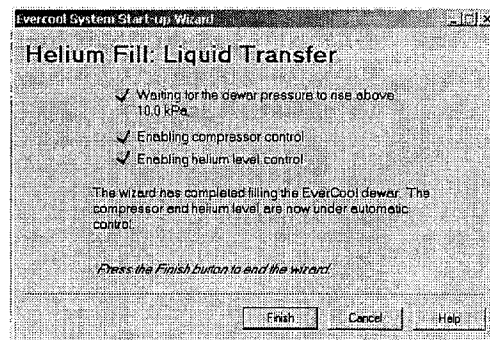 Evercool System Start-up Wizard
Helium Fill: Liquid Transfer
Waiting for the dewar pressure to rise above
10.0 kPa
Enabling compressor control
Enabling helium level control
The wizard has completed filling the EverCool dewar. The
compressor and helium level are now under automatic
control.
Press the Finish button to end the wizard.
Finish Cancel Help